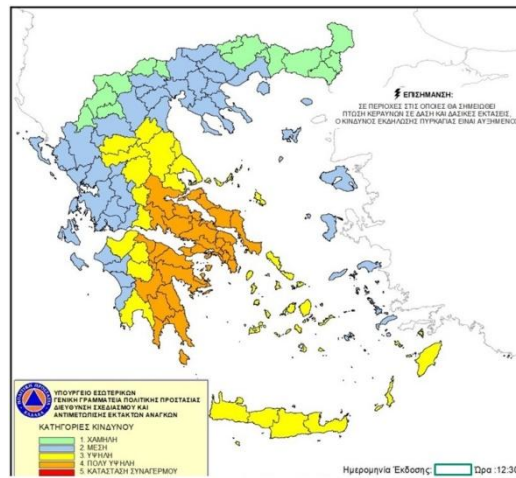 ΕΠΙΣΗΜΑΝΣΗ:
ΣΕ ΠΕΡΙΟΧΕΣ ΣΤΙΣ ΟΠΟΙΕΣ ΘΑ ΣΗΜΕΙΩΘΕΙ
ΠΤΩΣΗ ΚΕΡΑΥΝΩΝ ΣΕ ΔΑΣΗ ΚΑΙ ΔΑΣΙΚΕΣ ΕΚΤΑΣΕΙΣ,
Ο ΚΙΝΔΥΝΟΣ ΕΚΔΗΛΩΣΗΣ ΠΥΡΚΑΓΙΑΣ ΕΙΝΑΙ ΑΥΞΗΜΕΝΟΣ
ΥΠΟΥΡΓΕΙΟ ΕΣΩΤΕΡΙΚΩΝ
ΓΕΝΙΚΗ ΓΡΑΜΜΑΤΕΙΑ ΠΟΛΙΤΙΚΗΣ ΠΡΟΣΤΑΣΙΑΣ
ΔΙΕΥΘΥΝΣΗ ΣΧΕΔΙΑΣΜΟΥ ΚΑΙ
ΑΝΤΙΜΕΤΩΠΙΣΗΣ ΕΚΤΑΚΤΩΝ ΑΝΑΓΚΩΝ
ΚΑΤΗΓΟΡΙΕΣ ΚΙΝΔΥΝΟΥ
1. ΧΑΜΗΛΗ
2. ΜΕΣΗ
3. ΥΨΗΛΗ
4. ΠΟΛΥ ΥΨΗΛΗ
5. ΚΑΤΑΣΤΑΣΗ ΣΥΝΑΓΕΡΜΟΥ
Ημερομηνία Έκδοσης: Ώρα :12:30